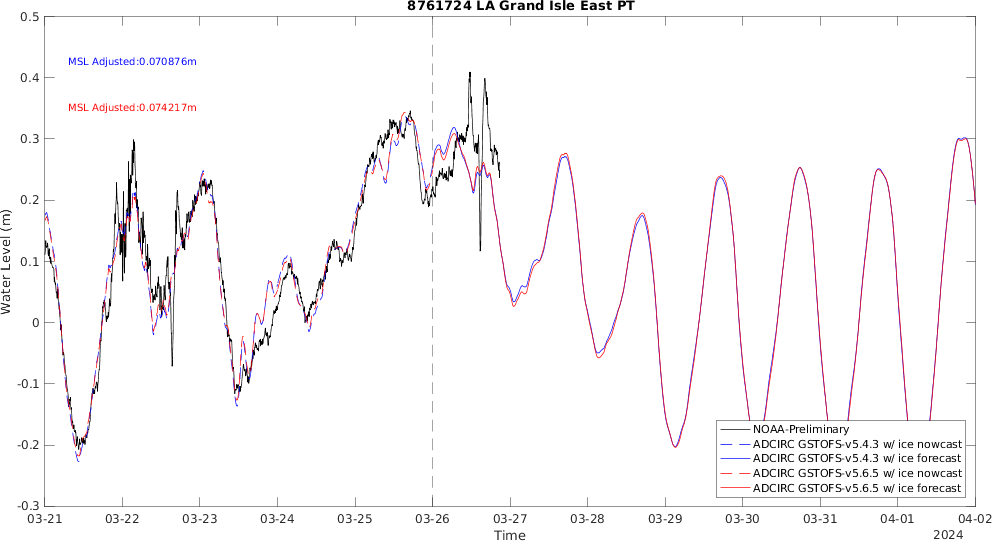 8761724 LA Grand Isle East PT
0.5
MSL Adjusted:0.070876m
0.4
MSL Adjusted:0.074217m
0.3
0.2
0.1
0
-0.1
-0.2
-0.3
Water Level (m)
NOAA-Preliminary
ADCIRC GSTOFS-v5.4.3 w/ ice nowcast
ADCIRC GSTOFS-v5.4.3 w/ ice forecast
ADCIRC GSTOFS-v5.6.5 w/ ice nowcast
ADCIRC GSTOFS-v5.6.5 w/ ice forecast
03-21 03-22 03-23 03-24 03-25 03-26 03-27 03-28 03-29 03-30 03-31 04-01 04-02
Time
2024